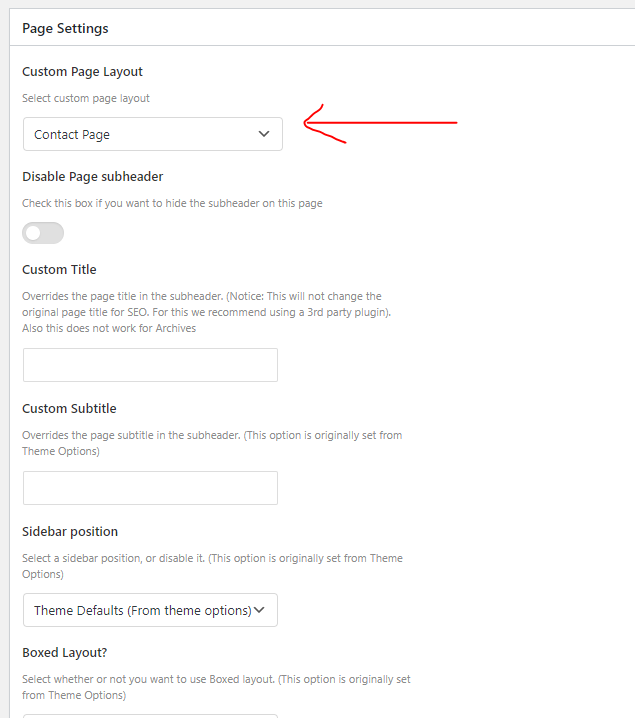 Page Settings
Custom Page Layout
Select custom page layout
Contact Page
Disable Page subheader
Check this box if you want to hide the subheader on this page
Custom Title
Overrides the page title in the subheader. (Notice: This will not change the
original page title for SEO. For this we recommend using a 3rd party plugin).
Also this does not work for Archives
Custom Subtitle
Overrides the page subtitle in the subheader. (This option is originally set from
Theme Options)
Sidebar position
Select a sidebar position, or disable it. (This option is originally set from Theme
Options)
Theme Defaults (From theme options)
Boxed Layout?
Select whether or not you want to use Boxed layout. (This option is originally set
from Theme Options)